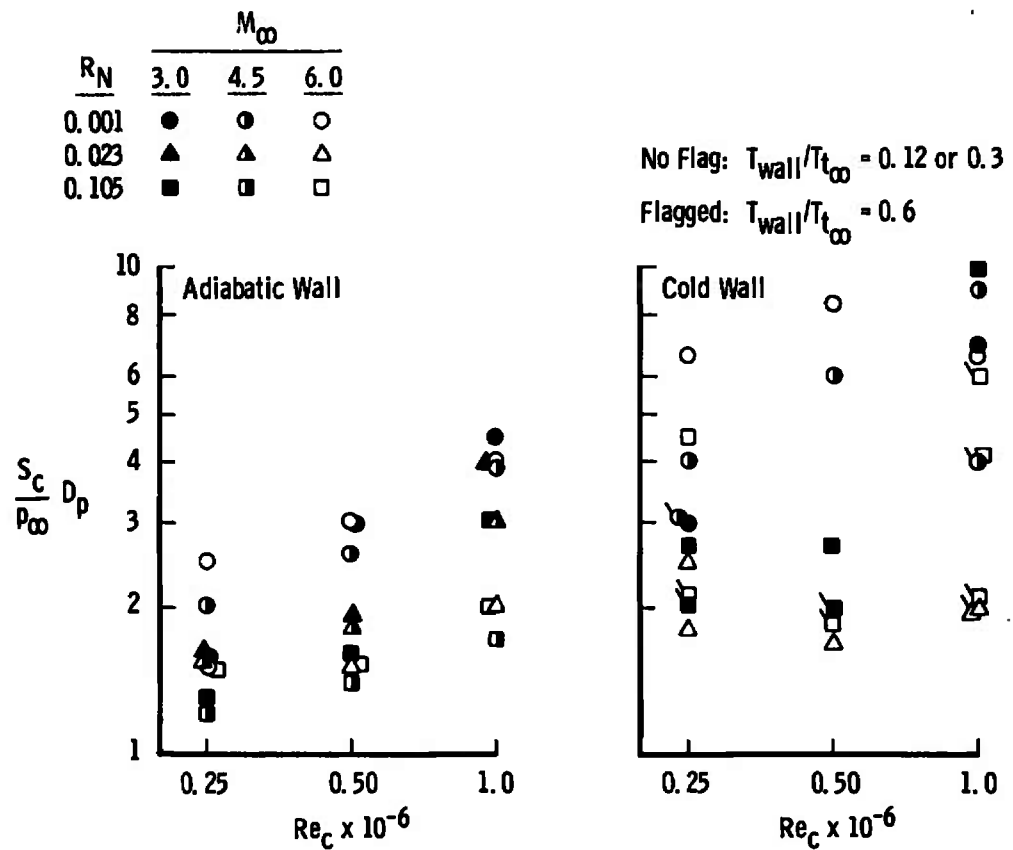 M∞
R_N 3.0 4.5 6.0
0.001
0.023
0.105
No Flag: T_wall/T_t∞ = 0.12 or 0.3
Flagged: T_wall/T_t∞ = 0.6
Adiabatic Wall
Cold Wall
10
8
6
5
4
3
2
1
S_c/p_∞ D_p
0.25 0.50 1.0
Re_c x 10^-6
0.25 0.50 1.0
Re_c x 10^-6